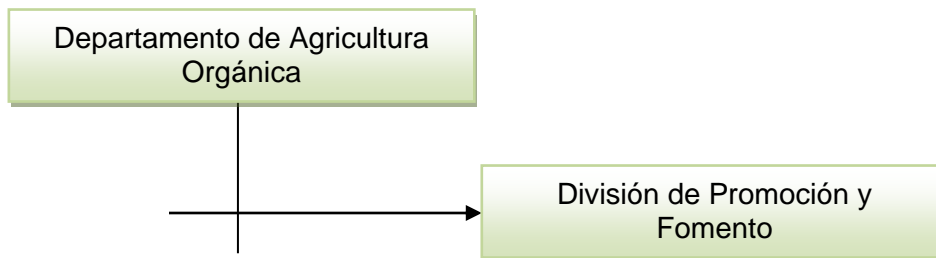 Departamento de Agricultura
Orgánica
División de Promoción y
Fomento